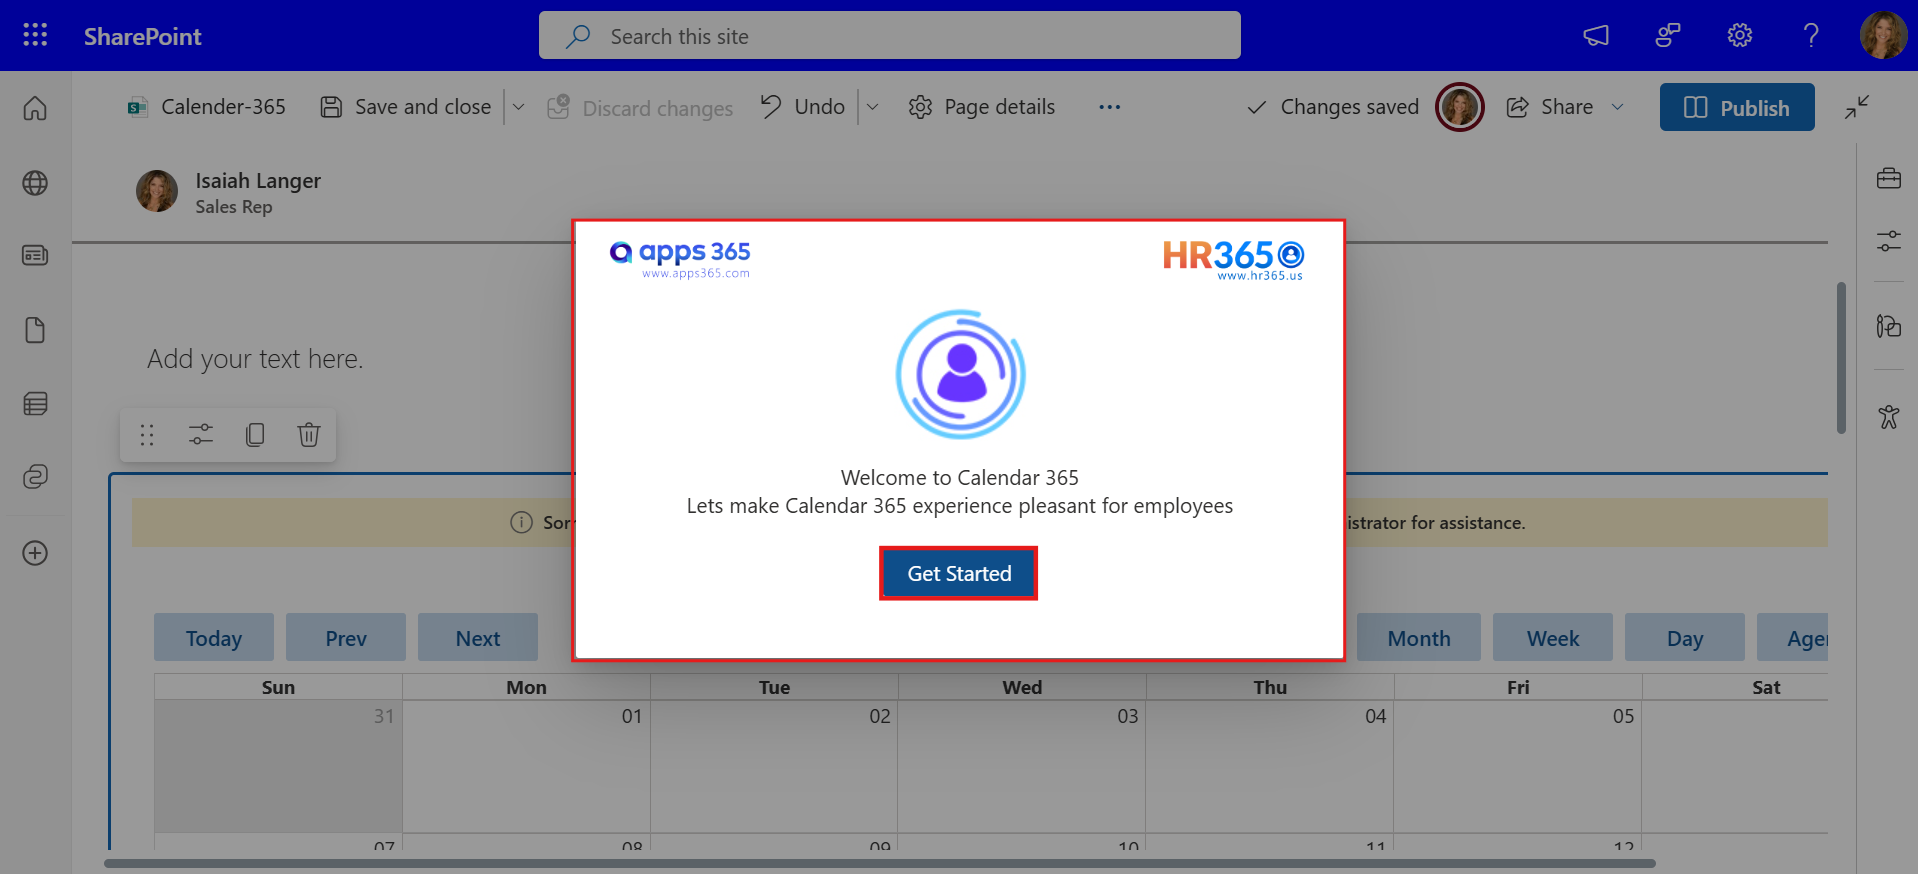 SharePoint
Search this site
Calender-365
Save and close
Discard changes
Undo
Page details
Changes saved
Share
Publish
Isaiah Langer
Sales Rep
apps 365
www.apps365.com
HR365
www.hr365.us
Add your text here.
Welcome to Calendar 365
Lets make Calendar 365 experience pleasant for employees
for assistance.
Get Started
Today Prev Next Month Week Day
Sun Mon Tue Wed Thu Fri Sat
31 01 02 03 04 05
07 08 09 10 11 12